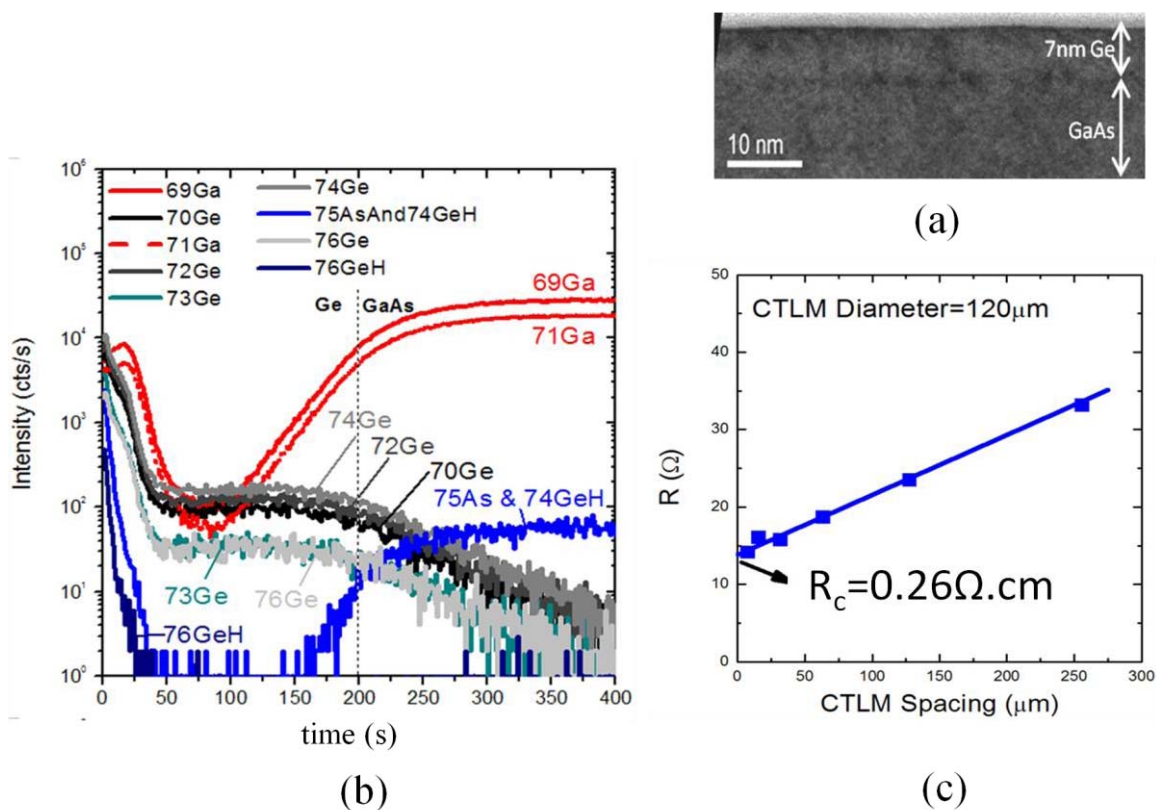 7nm Ge
GaAs
10 nm
(a)
10⁶
10⁵
10⁴
10³
10²
10¹
10⁰
Intensity (cts/s)
69Ga
70Ge
71Ga
72Ge
73Ge
74Ge
75AsAnd74GeH
76Ge
76GeH
Ge
GaAs
69Ga
71Ga
74Ge
72Ge
70Ge
75As & 74GeH
73Ge
76Ge
76GeH
0 50 100 150 200 250 300 350 400
time (s)
(b)
50
40
30
20
10
0
R (Ω)
CTLM Diameter=120μm
R_c=0.26Ω.cm
0 50 100 150 200 250 300
CTLM Spacing (μm)
(c)